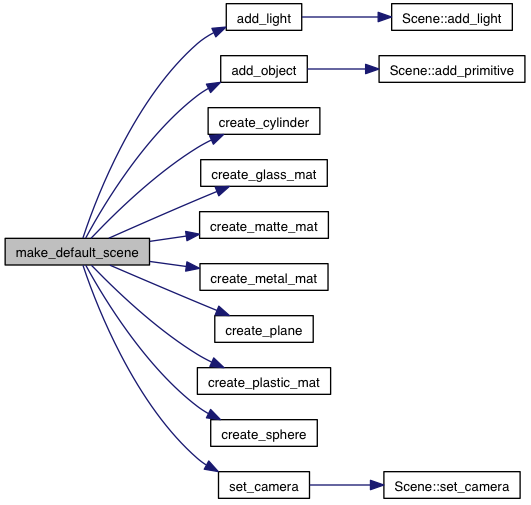 make_default_scene
add_light
Scene::add_light
add_object
Scene::add_primitive
create_cylinder
create_glass_mat
create_matte_mat
create_metal_mat
create_plane
create_plastic_mat
create_sphere
set_camera
Scene::set_camera